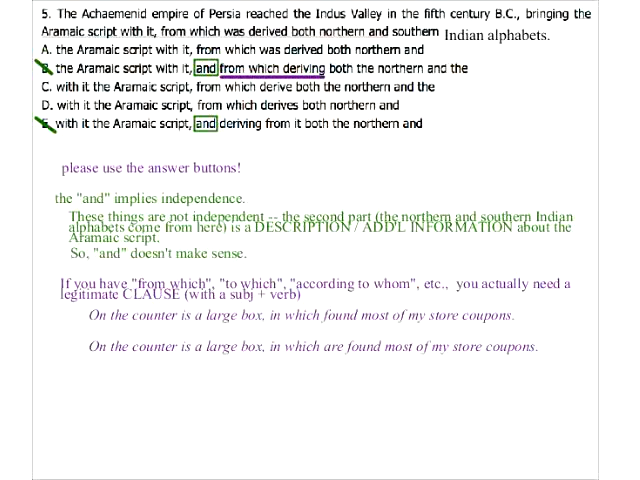 5. The Achaemenid empire of Persia reached the Indus Valley in the fifth century B.C., bringing the
Aramaic script with it, from which was derived both northern and southern Indian alphabets.
A. the Aramaic script with it, from which was derived both northern and
B. the Aramaic script with it, and from which deriving both the northern and the
C. with it the Aramaic script, from which derive both the northern and the
D. with it the Aramaic script, from which derives both northern and
E. with it the Aramaic script, and deriving from it both the northern and
please use the answer buttons!
the "and" implies independence.
These things are not independent -- the second part (the northern and southern Indian
alphabets come from here) is a DESCRIPTION / ADD'L INFORMATION about the
Aramaic script.
So, "and" doesn't make sense.
If you have "from which", "to which", "according to whom", etc., you actually need a
legitimate CLAUSE (with a subj + verb)
On the counter is a large box, in which found most of my store coupons.
On the counter is a large box, in which are found most of my store coupons.